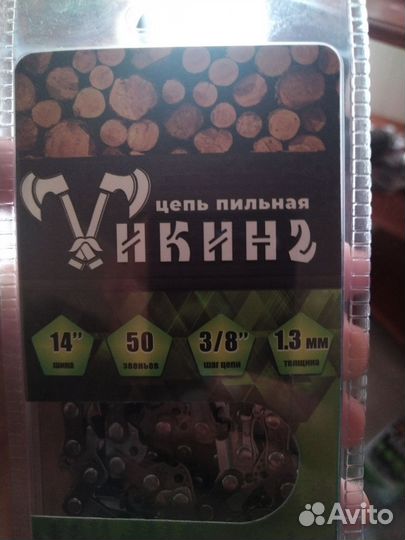 цепь пильная
ВИКИНГ
14"
шина
50
звеньев
3/8"
шаг цепи
1.3 мм
толщина
Avito